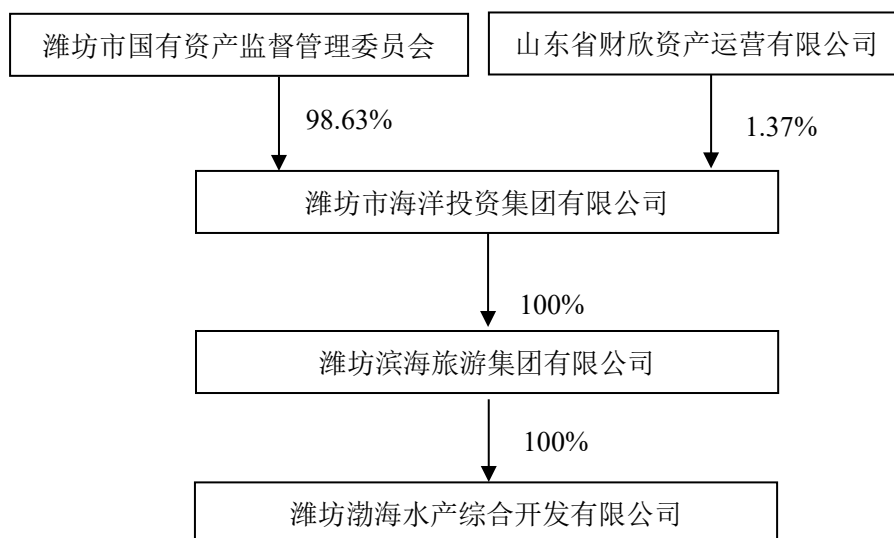 潍坊市国有资产监督管理委员会
山东省财欣资产运营有限公司
98.63%
1.37%
潍坊市海洋投资集团有限公司
100%
潍坊滨海旅游集团有限公司
100%
潍坊渤海水产综合开发有限公司